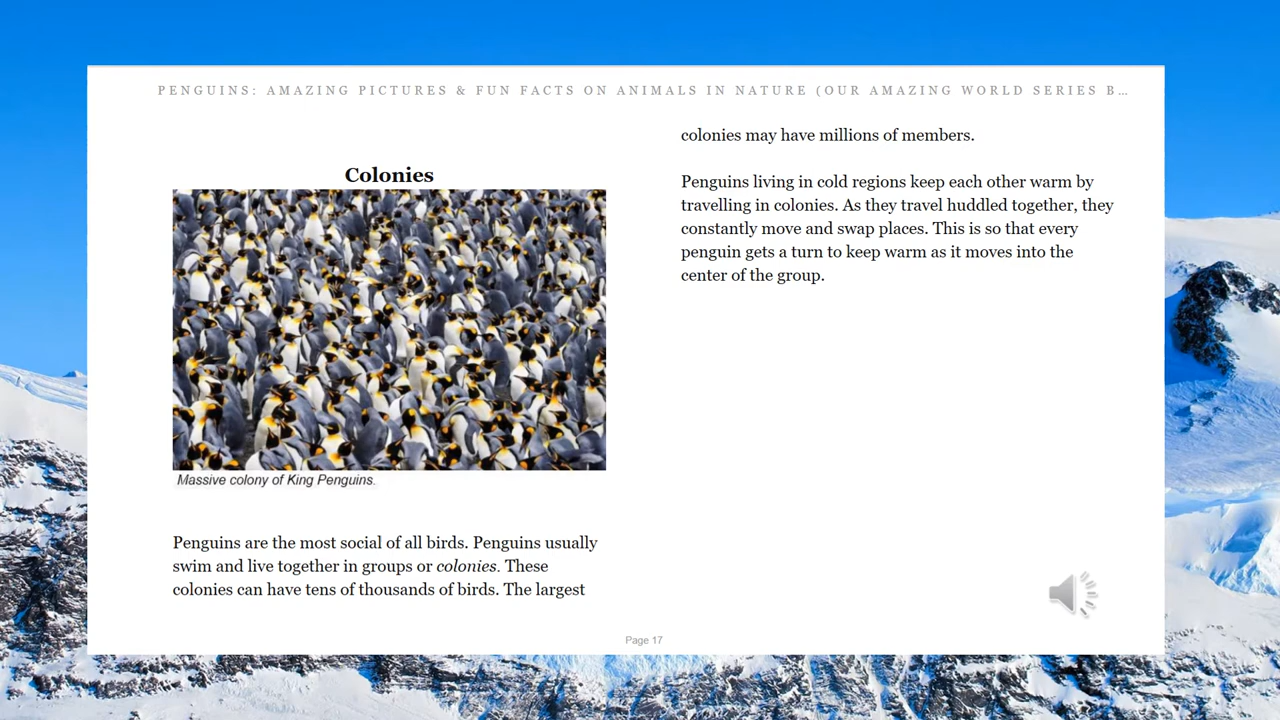 PENGUINS: AMAZING PICTURES & FUN FACTS ON ANIMALS IN NATURE (OUR AMAZING WORLD SERIES B…
Colonies
Massive colony of King Penguins.
Penguins are the most social of all birds. Penguins usually
swim and live together in groups or colonies. These
colonies can have tens of thousands of birds. The largest
colonies may have millions of members.
Penguins living in cold regions keep each other warm by
travelling in colonies. As they travel huddled together, they
constantly move and swap places. This is so that every
penguin gets a turn to keep warm as it moves into the
center of the group.
Page 17